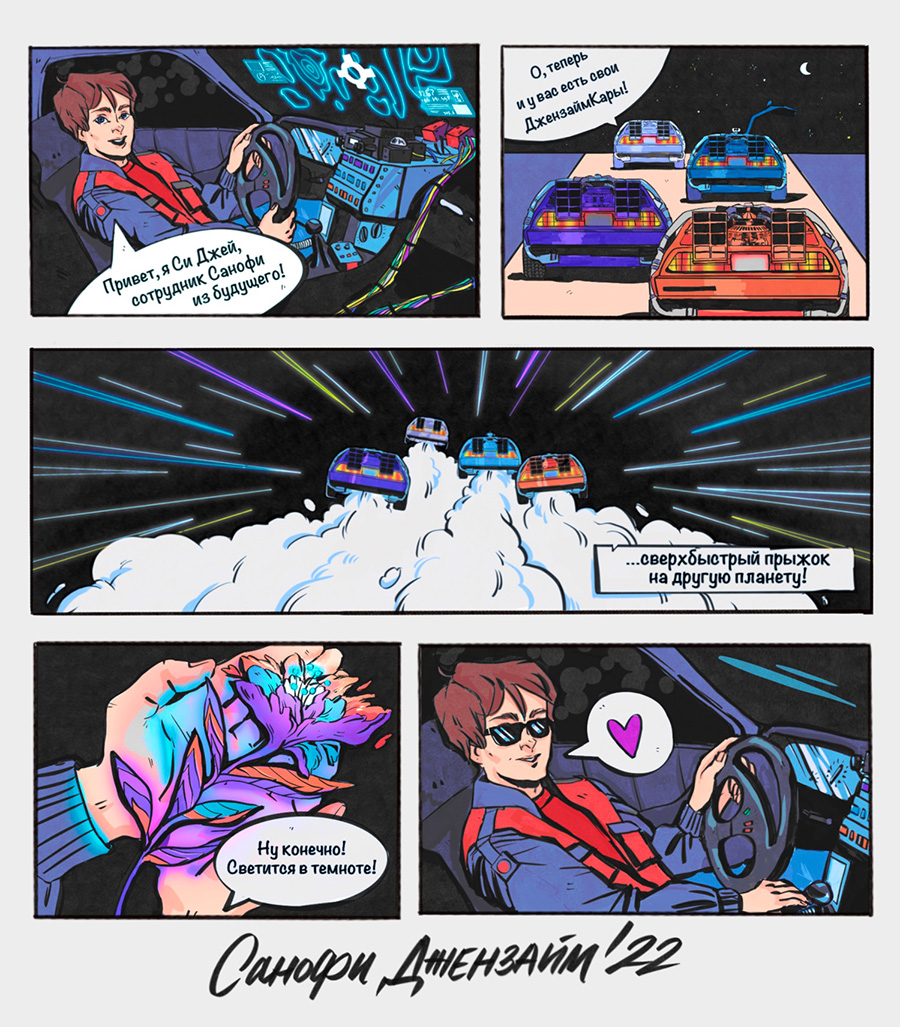 Привет, я Си Джей,
сотрудник Санофи
из будущего!
О, теперь
и у вас есть свои
ДжензаймКары!
...сверхбыстрый прыжок
на другую планету!
Ну конечно!
Светится в темноте!
Санофи Джензайм '22